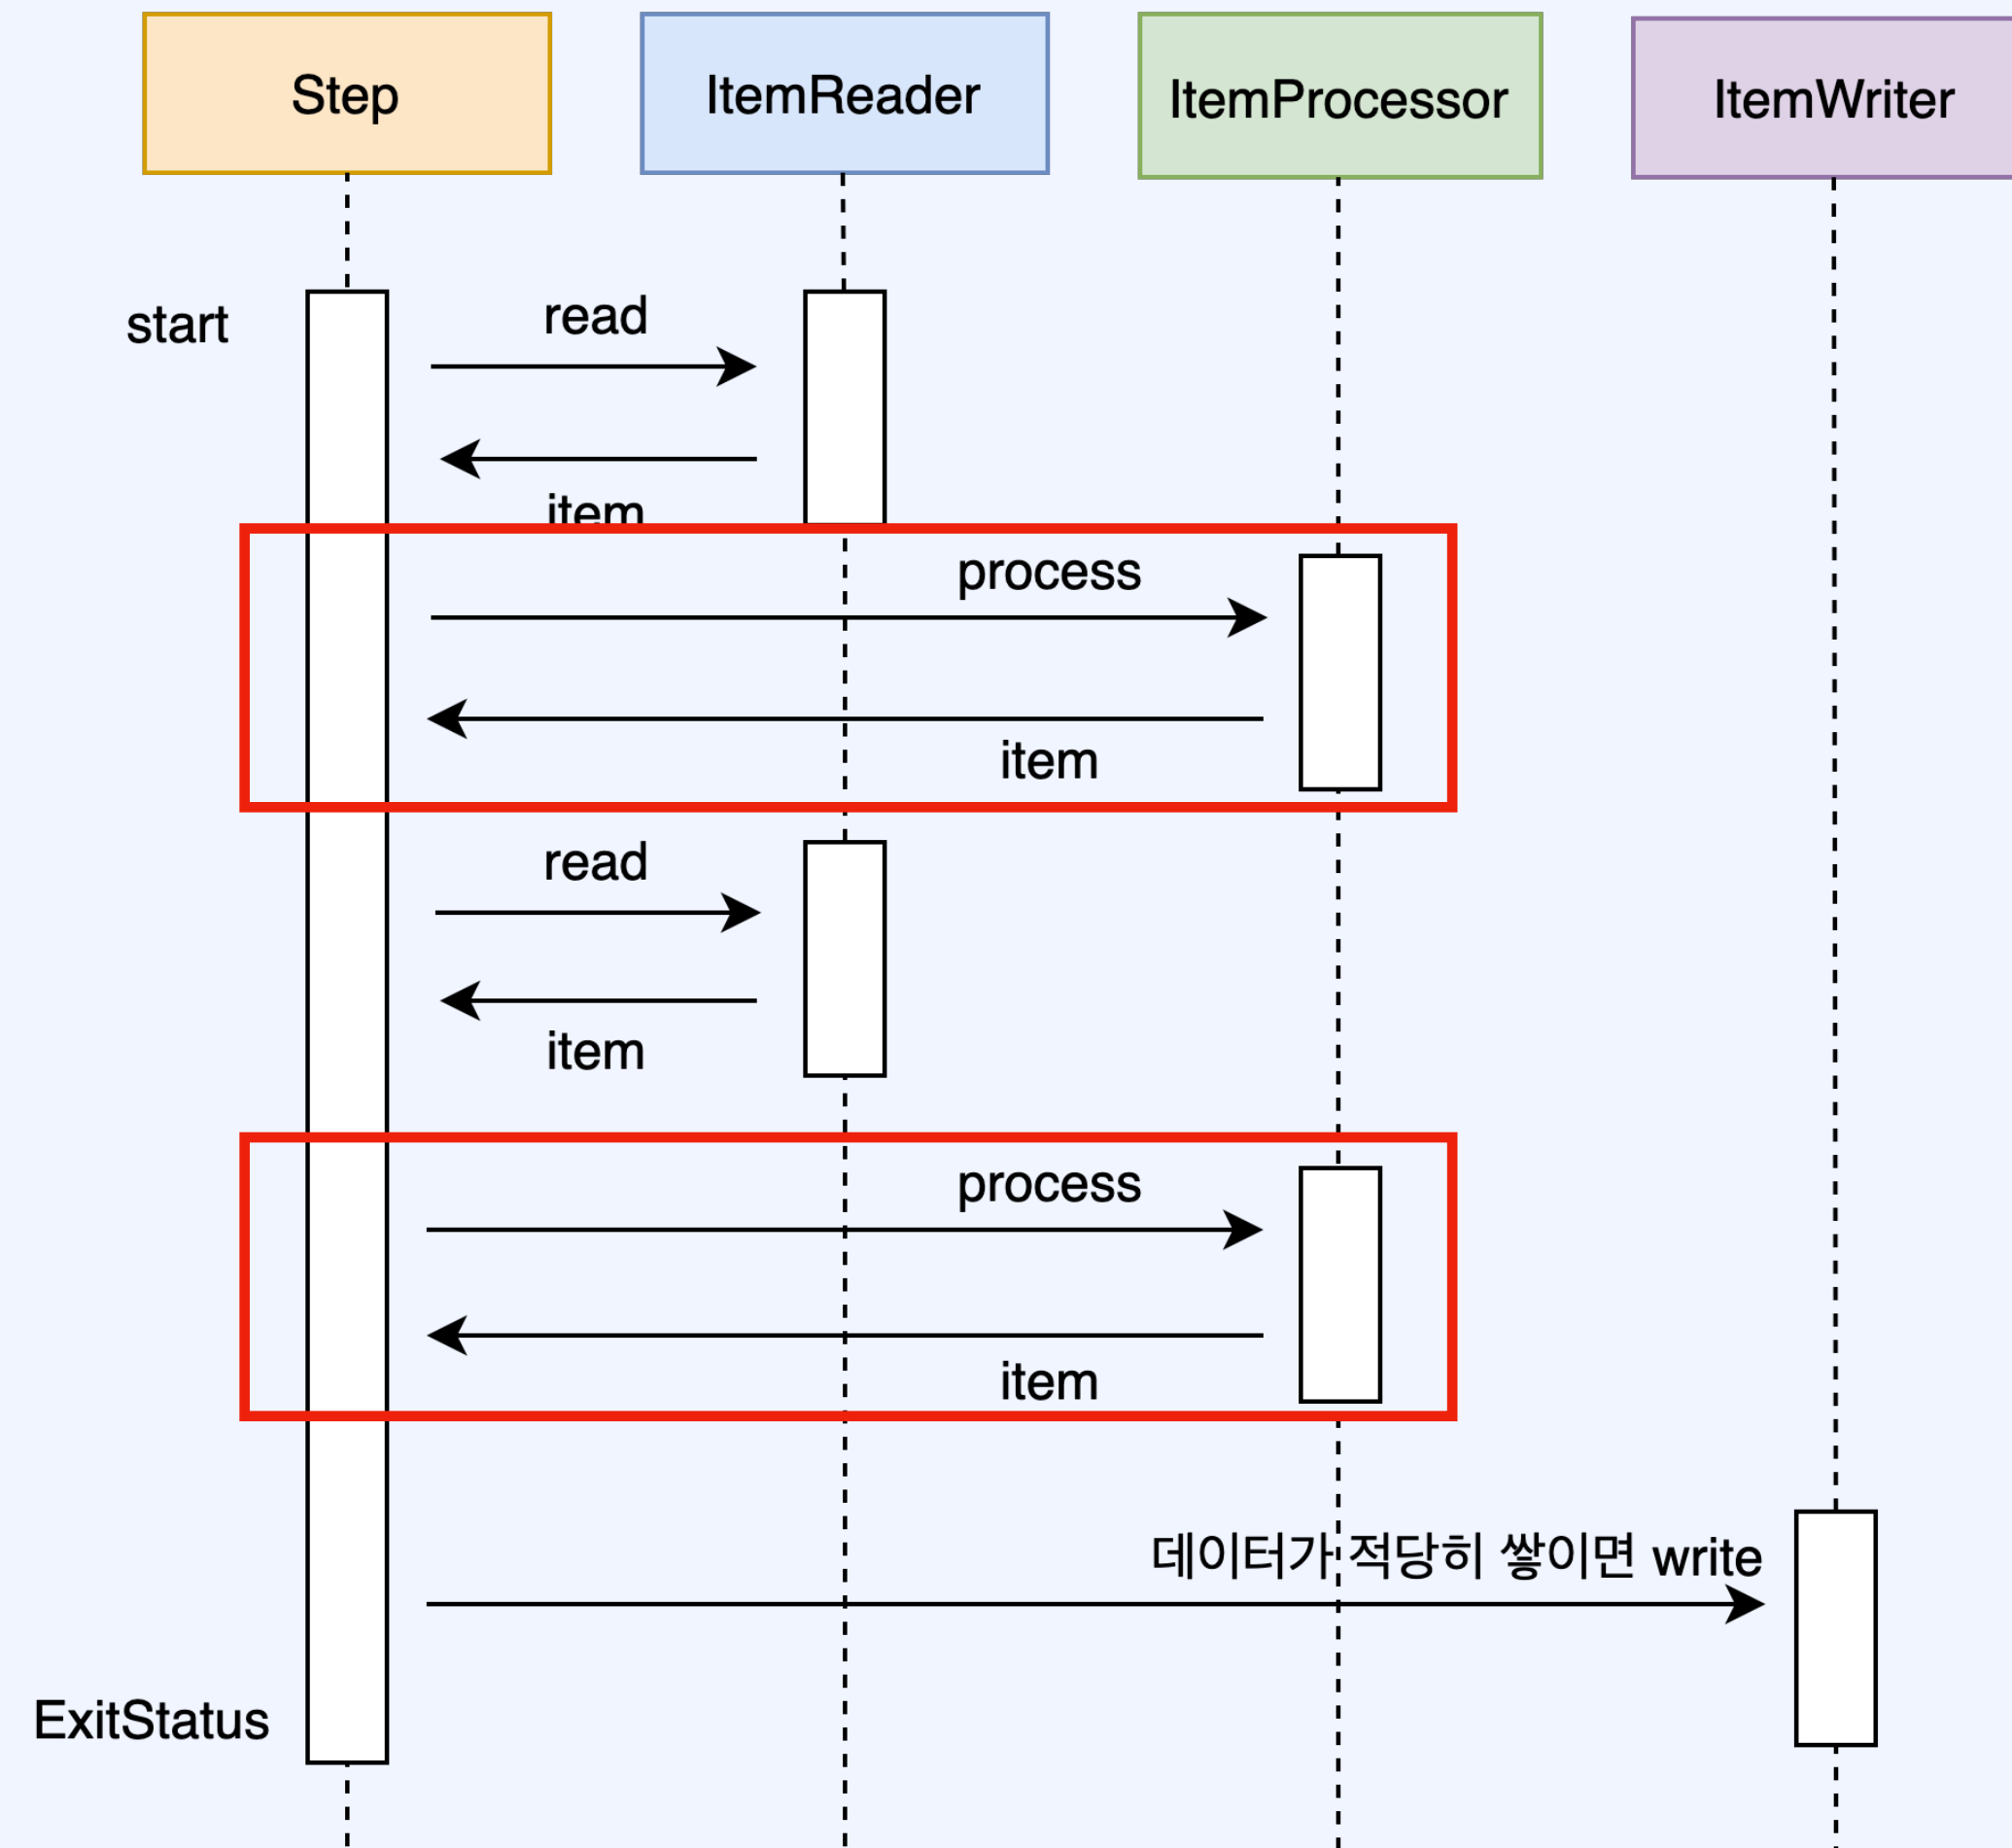 Step
ItemReader
ItemProcessor
ItemWriter
start
read
item
process
item
read
item
process
item
데이터가 적당히 쌓이면 write
ExitStatus